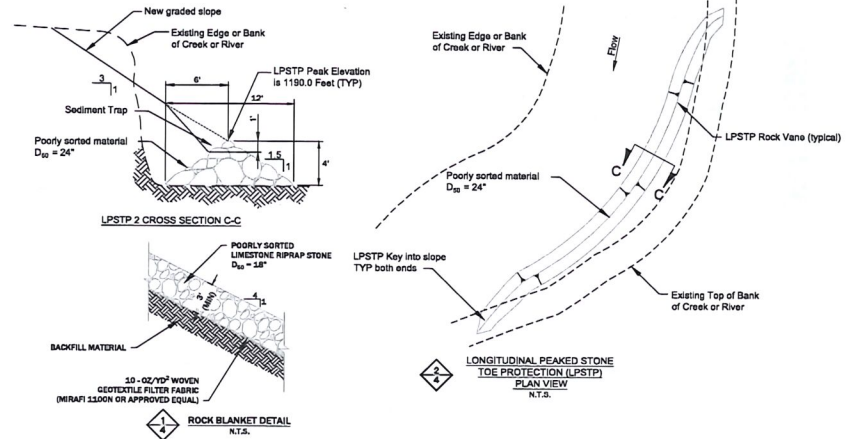 New graded slope
Existing Edge or Bank
of Creek or River
3
1
6'
LPSTP Peak Elevation
is 1190.0 Feet (TYP)
12'
Sediment Trap
1'
Poorly sorted material
D50 = 24"
1.5
1
4'
LPSTP 2 CROSS SECTION C-C
POORLY SORTED
LIMESTONE RIPRAP STONE
D50 = 18"
3'
(MIN)
4
1
BACKFILL MATERIAL
10 - OZ/YD² WOVEN
GEOTEXTILE FILTER FABRIC
(MIRAFI 1100N OR APPROVED EQUAL)
1
4
ROCK BLANKET DETAIL
N.T.S.
Existing Edge or Bank
of Creek or River
Flow
LPSTP Rock Vane (typical)
C
C
Poorly sorted material
D50 = 24"
LPSTP Key into slope
TYP both ends
Existing Top of Bank
of Creek or River
2
4
LONGITUDINAL PEAKED STONE
TOE PROTECTION (LPSTP)
PLAN VIEW
N.T.S.